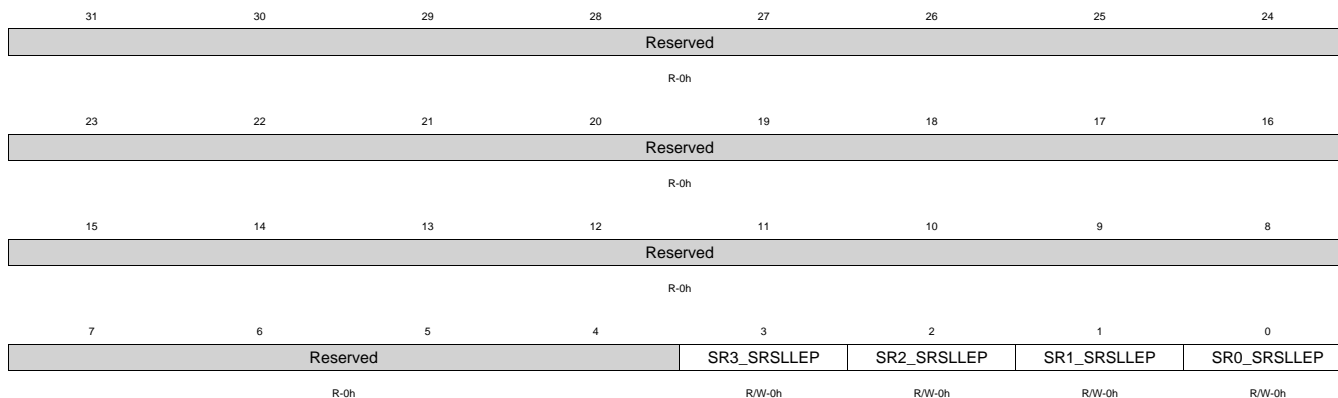 31 30 29 28 27 26 25 24
Reserved
R-0h
23 22 21 20 19 18 17 16
Reserved
R-0h
15 14 13 12 11 10 9 8
Reserved
R-0h
7 6 5 4 3 2 1 0
Reserved SR3_SRSLLEP SR2_SRSLLEP SR1_SRSLLEP SR0_SRSLLEP
R-0h R/W-0h R/W-0h R/W-0h R/W-0h